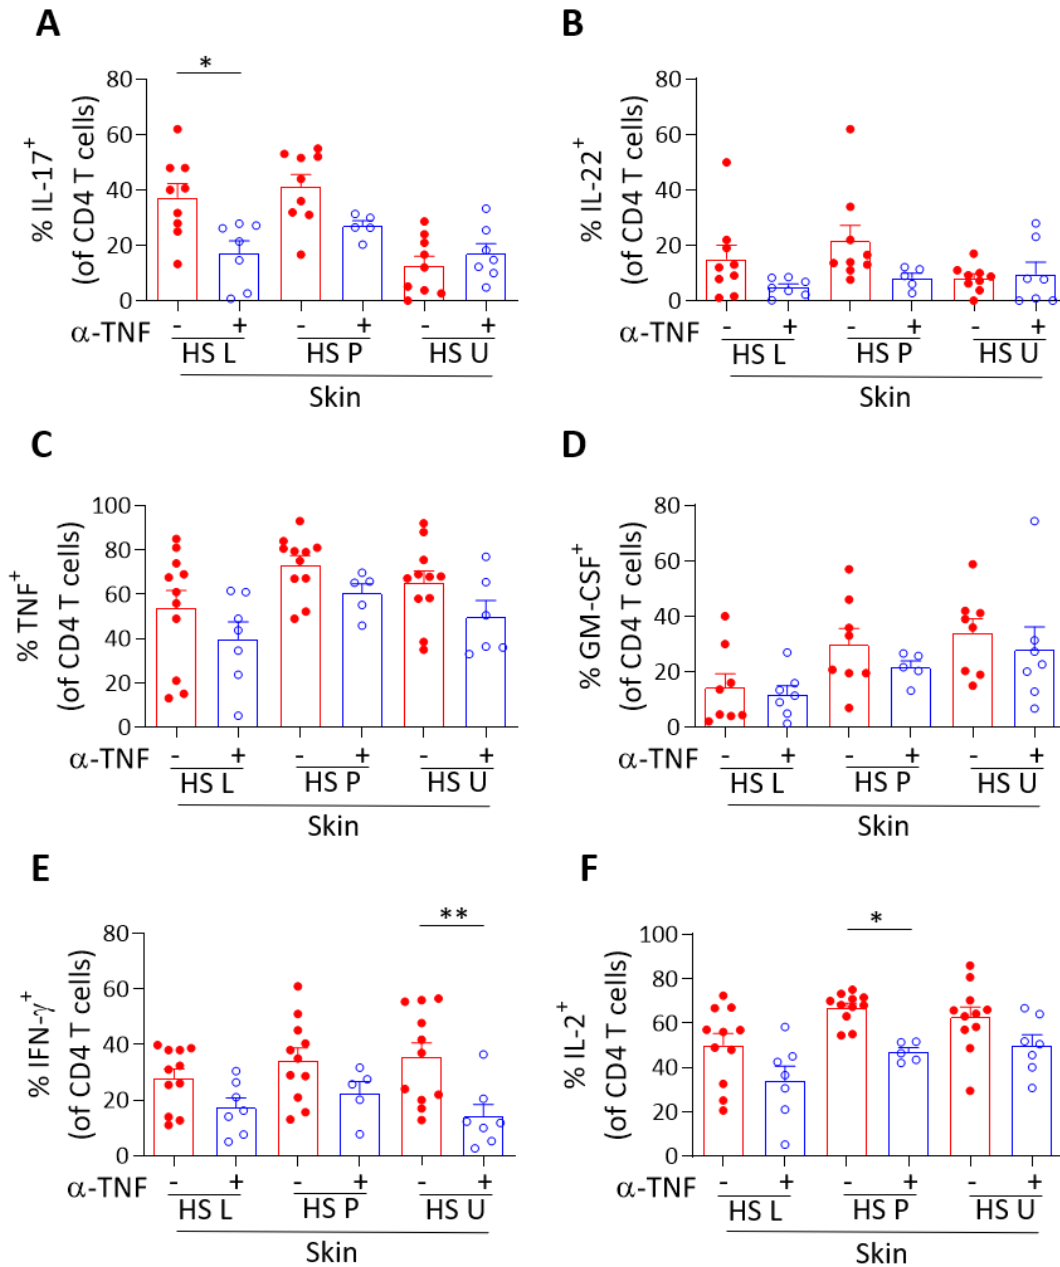 A
% IL-17+
(of CD4 T cells)
80
60
40
20
0
*
α-TNF - + - + - +
HS L HS P HS U
Skin
B
% IL-22+
(of CD4 T cells)
80
60
40
20
0
α-TNF - + - + - +
HS L HS P HS U
Skin
C
% TNF+
(of CD4 T cells)
100
80
60
40
20
0
α-TNF - + - + - +
HS L HS P HS U
Skin
D
% GM-CSF+
(of CD4 T cells)
80
60
40
20
0
α-TNF - + - + - +
HS L HS P HS U
Skin
E
% IFN-γ+
(of CD4 T cells)
80
60
40
20
0
**
α-TNF - + - + - +
HS L HS P HS U
Skin
F
% IL-2+
(of CD4 T cells)
100
80
60
40
20
0
*
α-TNF - + - + - +
HS L HS P HS U
Skin